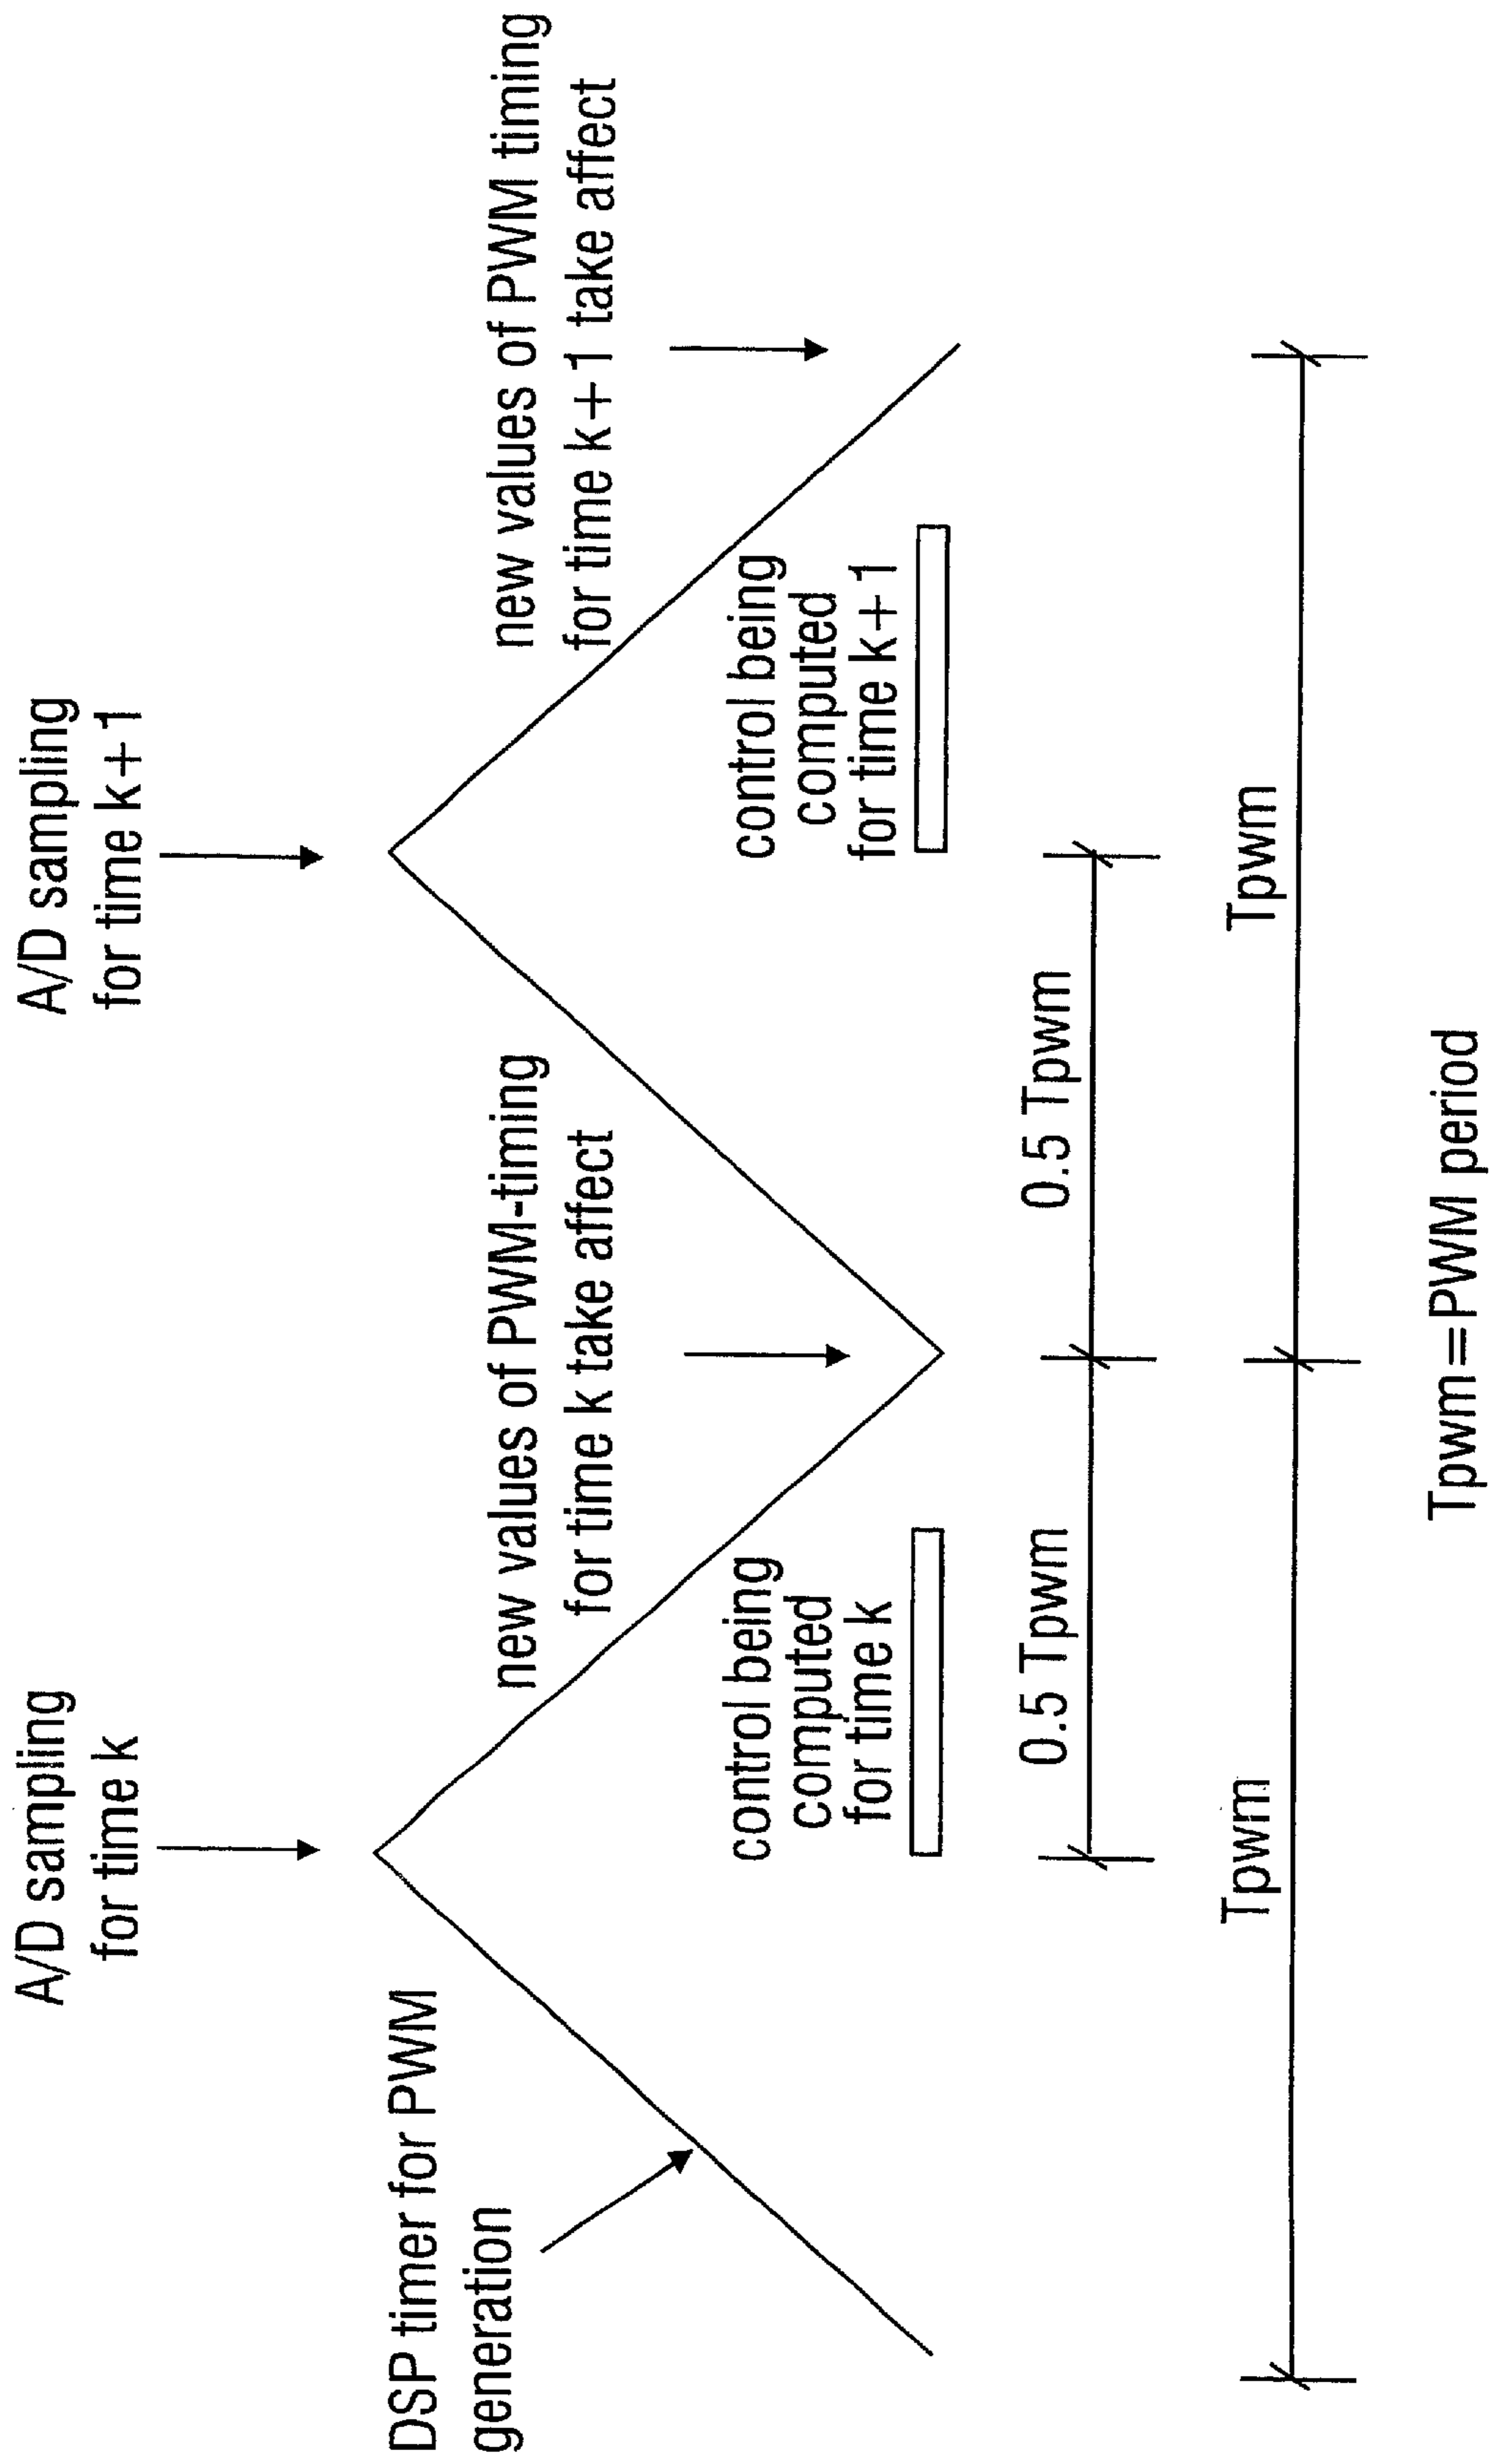 A/D sampling
for time k
A/D sampling
for time k+1
DSP timer for PWM
generation
new values of PWM-timing
for time k take affect
new values of PWM timing
for time k+1 take affect
control being
computed
for time k
control being
computed
for time k+1
0.5 Tpwm
0.5 Tpwm
Tpwm
Tpwm
Tpwm=PWM period